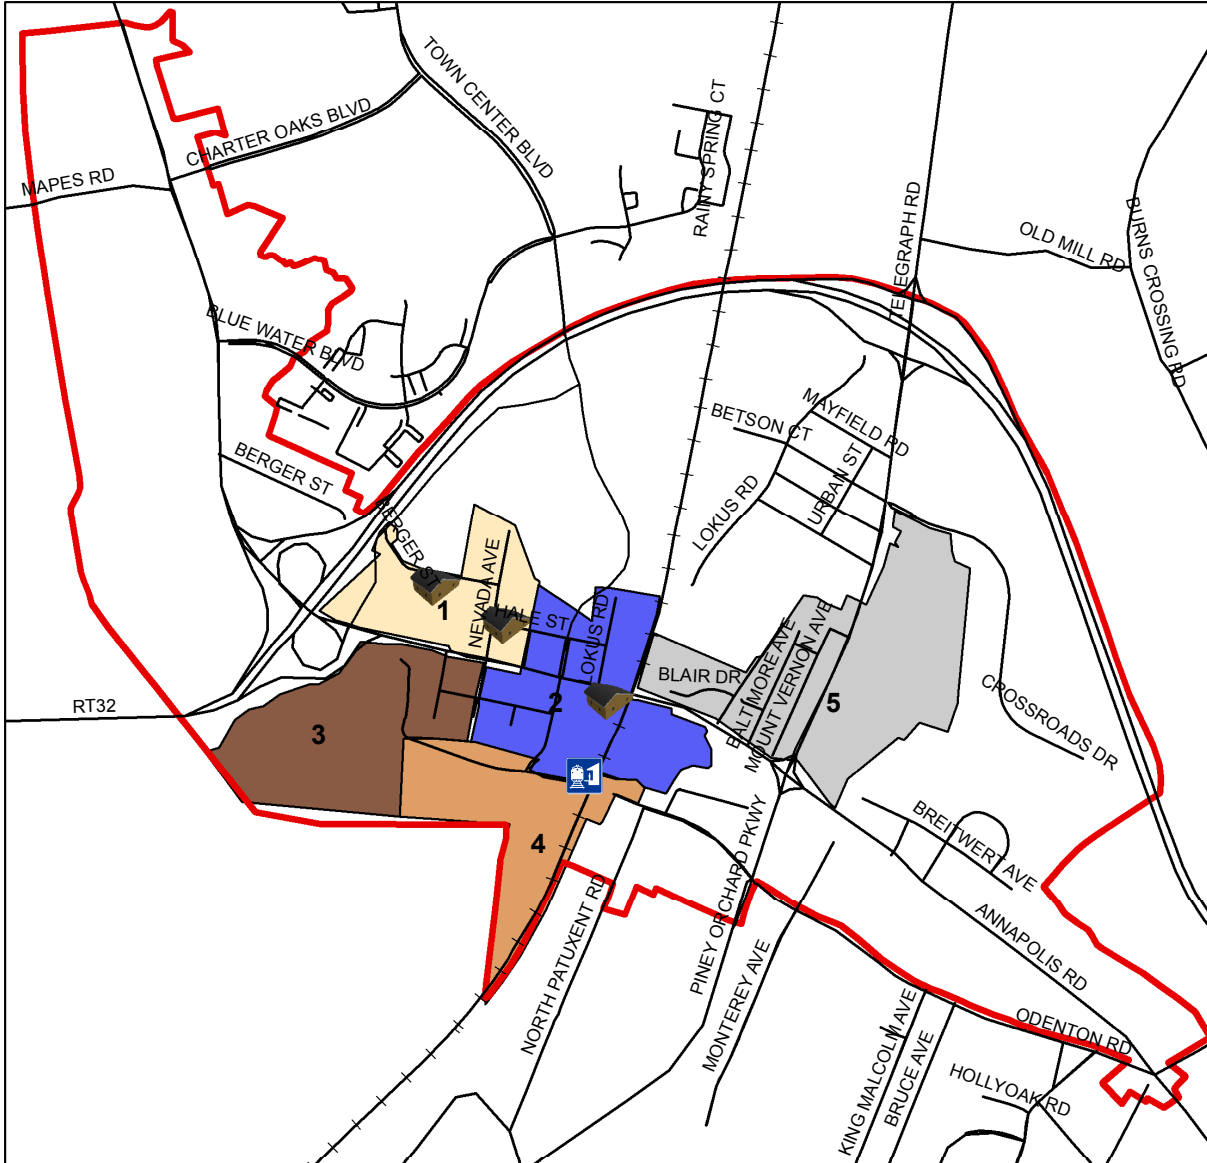 TOWN CENTER BLVD
RAINY SPRING CT
CHARTER OAKS BLVD
MAPES RD
TELEGRAPH RD
BURNS CROSSING RD
OLD MILL RD
BLUE WATER BLVD
MAYFIELD RD
BETSON CT
BERGER ST
URBAN ST
LOKUS RD
BERGER ST
NEVADA AVE
1
HALE ST
LOKUS RD
BLAIR DR
BALTIMORE AVE
MOUNT VERNON AVE
CROSSROADS DR
RT32
2
5
3
4
BREITWERT AVE
PINEY ORCHARD PKWY
NORTH PATUXENT RD
ANNAPOLIS RD
MONTEREY AVE
ODENTON RD
KING MALCOLM AVE
BRUCE AVE
HOLLYOAK RD